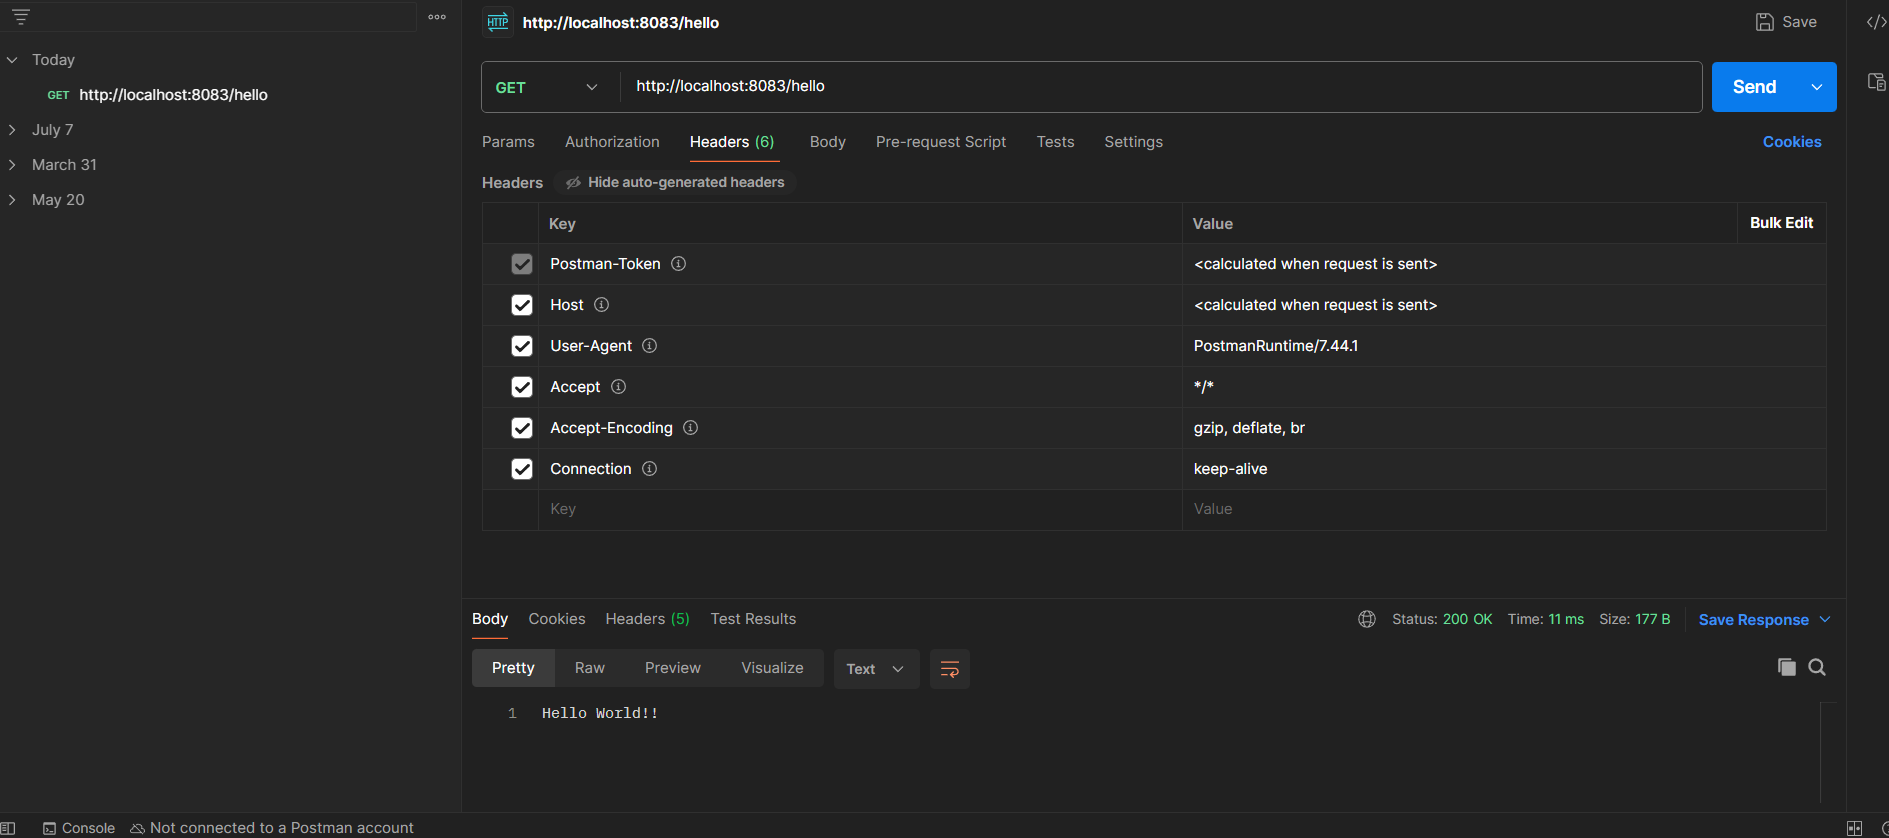 Today
GET http://localhost:8083/hello
July 7
March 31
May 20
HTTP http://localhost:8083/hello
Save
GET http://localhost:8083/hello Send
Params Authorization Headers (6) Body Pre-request Script Tests Settings Cookies
Headers Hide auto-generated headers
Key Value Bulk Edit
Postman-Token <calculated when request is sent>
Host <calculated when request is sent>
User-Agent PostmanRuntime/7.44.1
Accept */*
Accept-Encoding gzip, deflate, br
Connection keep-alive
Key Value
Body Cookies Headers (5) Test Results Status: 200 OK Time: 11 ms Size: 177 B Save Response
Pretty Raw Preview Visualize Text
1 Hello World!!
Console Not connected to a Postman account